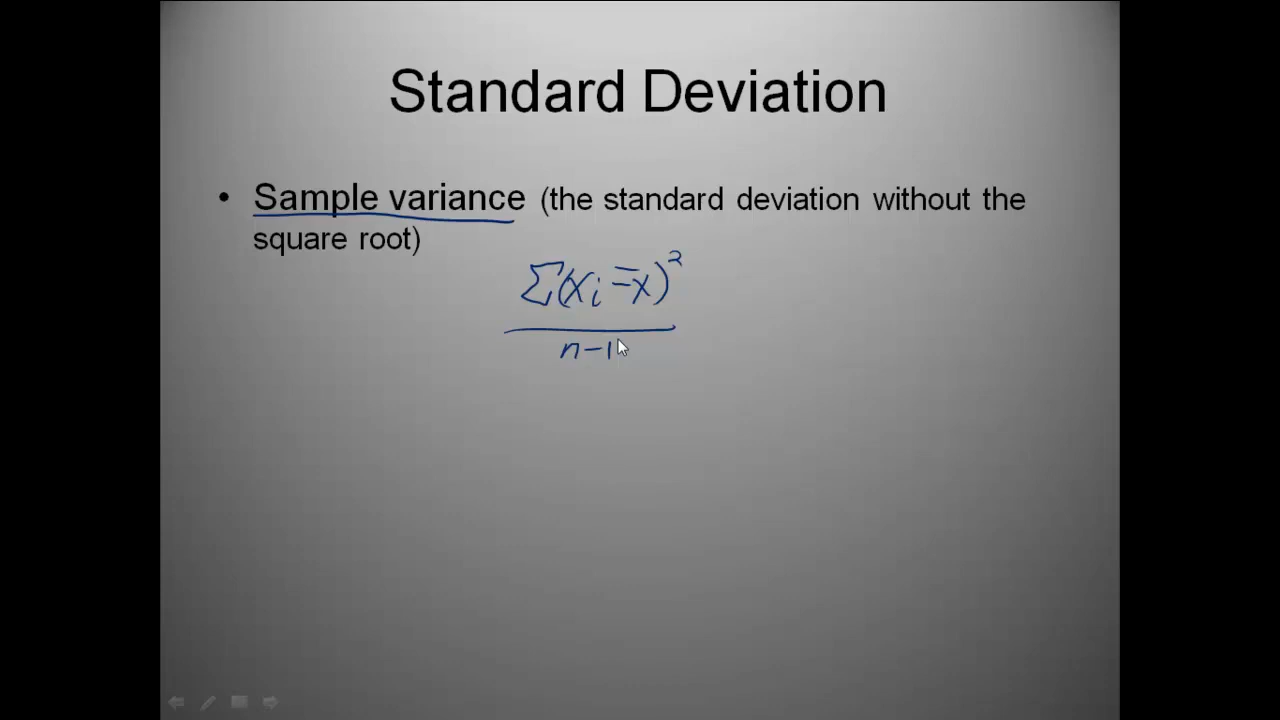 Standard Deviation
• Sample variance (the standard deviation without the
square root)
Σ(xi - x̄)²
n-1